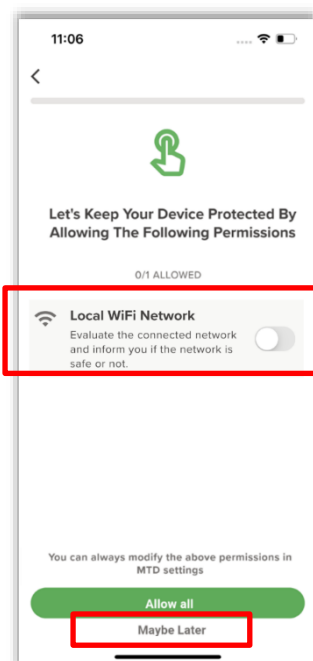 11:06
Let's Keep Your Device Protected By
Allowing The Following Permissions
0/1 ALLOWED
Local WiFi Network
Evaluate the connected network
and inform you if the network is
safe or not.
You can always modify the above permissions in
MTD settings
Allow all
Maybe Later